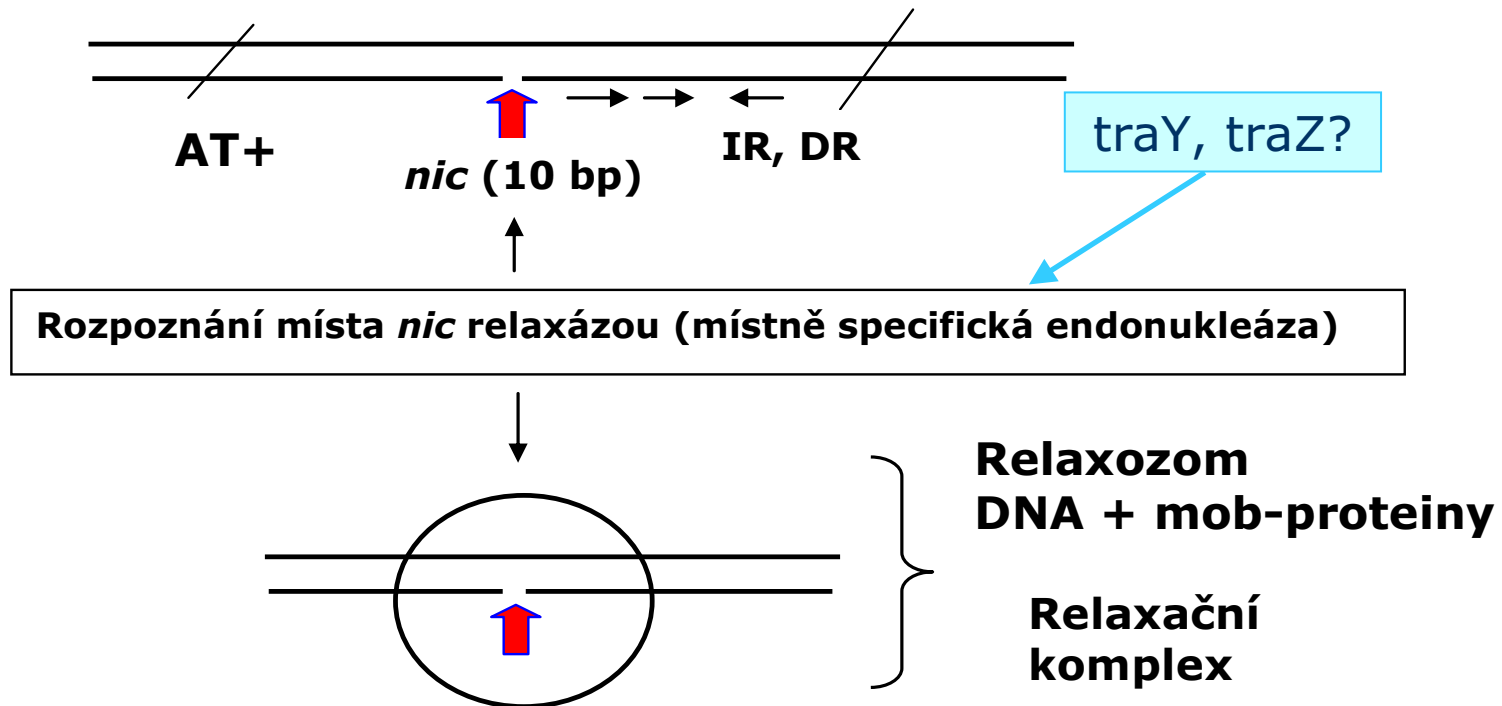 AT+
nic (10 bp)
IR, DR
traY, traZ?
Rozpoznání místa nic relaxázou (místně specifická endonukleáza)
Relaxozom
DNA + mob-proteiny
Relaxační
komplex